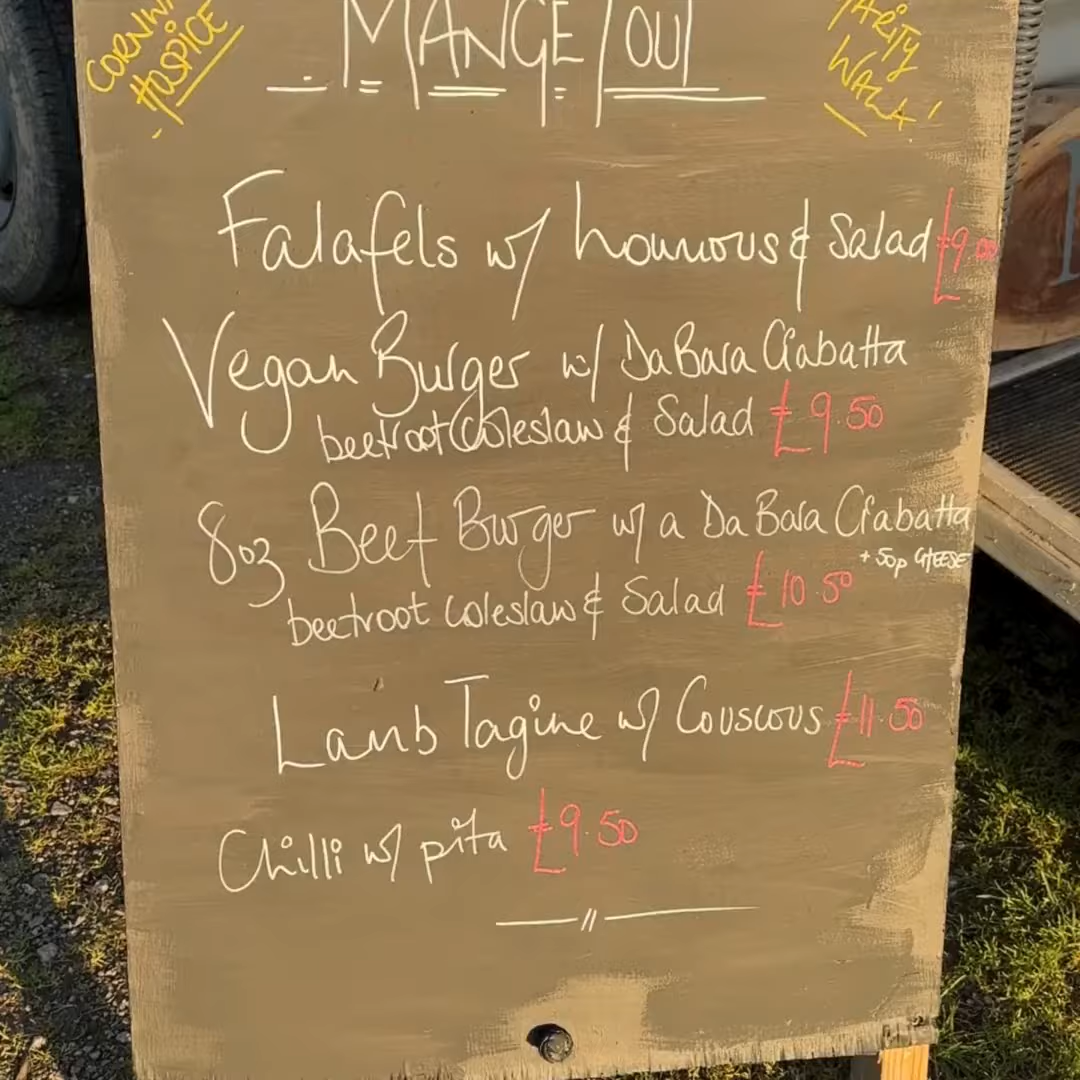 CORNW
HOSPICE
MANGE TOUT
ARITY
WALK!
Falafels w/ houmous & Salad £9.00
Vegan Burger w/ Da Bara Ciabatta
beetroot Coleslaw & Salad £9.50
8oz Beef Burger w/ a Da Bara Ciabatta
+ 50p CHEESE
beetroot coleslaw & Salad £10.50
Lamb Tagine w/ Couscous £11.50
Chilli w/ pita £9.50